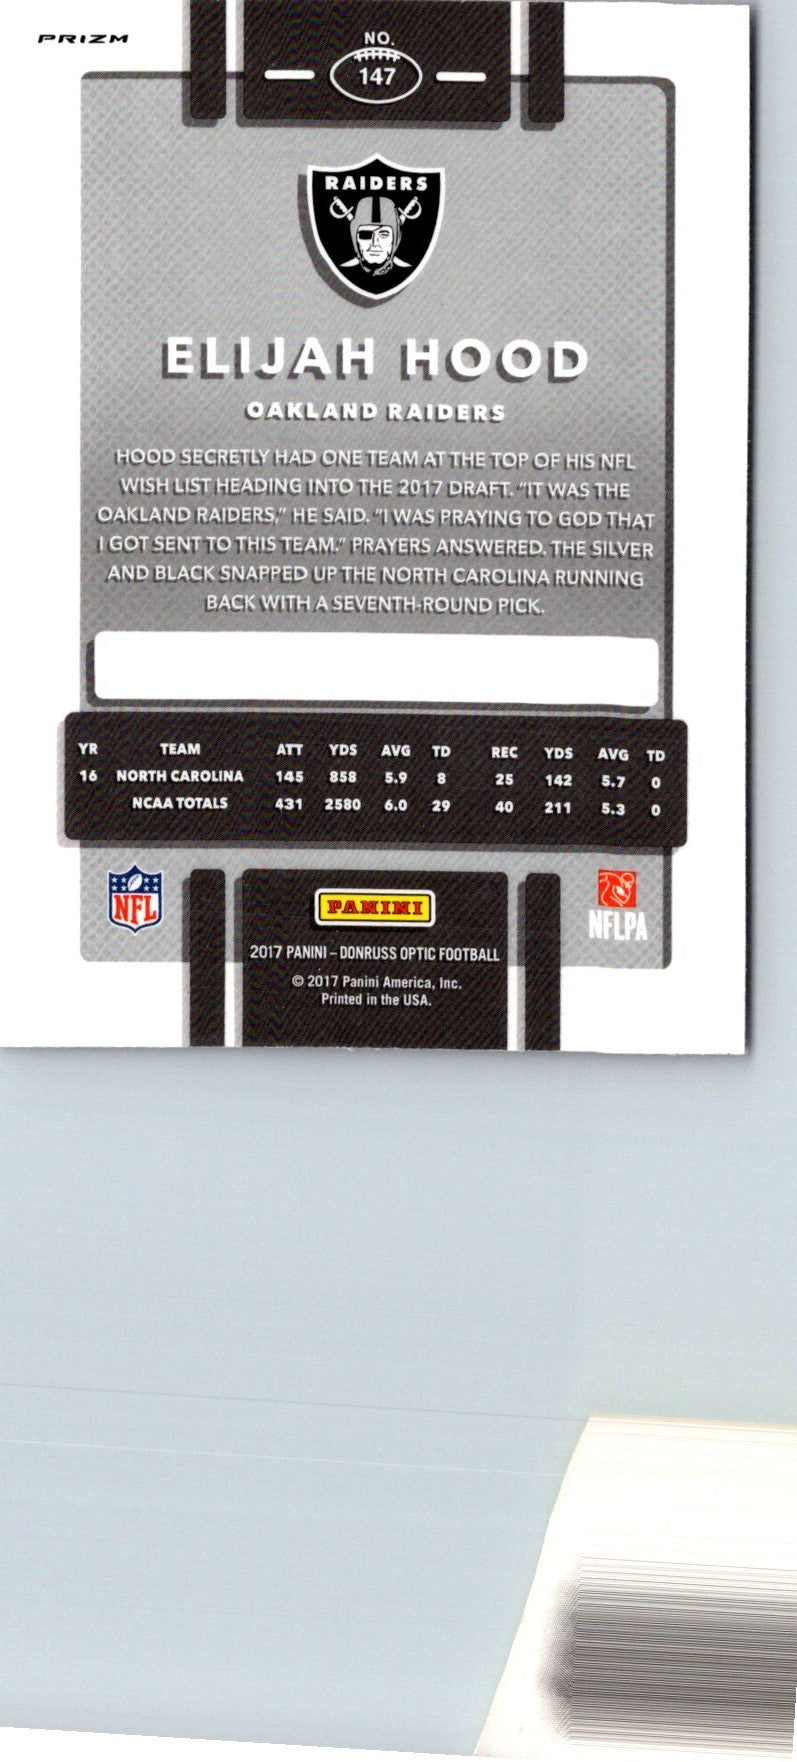 PRIZM
NO.
147
RAIDERS
ELIJAH HOOD
OAKLAND RAIDERS
HOOD SECRETLY HAD ONE TEAM AT THE TOP OF HIS NFL
WISH LIST HEADING INTO THE 2017 DRAFT. "IT WAS THE
OAKLAND RAIDERS," HE SAID. "I WAS PRAYING TO GOD THAT
I GOT SENT TO THIS TEAM." PRAYERS ANSWERED. THE SILVER
AND BLACK SNAPPED UP THE NORTH CAROLINA RUNNING
BACK WITH A SEVENTH-ROUND PICK.
YR TEAM ATT YDS AVG TD REC YDS AVG TD
16 NORTH CAROLINA 145 858 5.9 8 25 142 5.7 0
NCAA TOTALS 431 2580 6.0 29 40 211 5.3 0
NFL
PANINI
NFLPA
2017 PANINI – DONRUSS OPTIC FOOTBALL
© 2017 Panini America, Inc.
Printed in the USA.